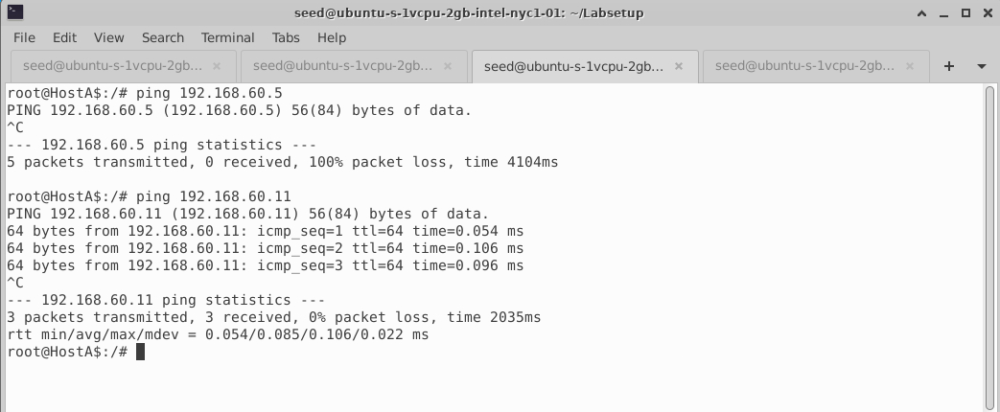 seed@ubuntu-s-1vcpu-2gb-intel-nyc1-01: ~/Labsetup
File Edit View Search Terminal Tabs Help
seed@ubuntu-s-1vcpu-2gb... × seed@ubuntu-s-1vcpu-2gb... × seed@ubuntu-s-1vcpu-2gb... × seed@ubuntu-s-1vcpu-2gb... ×
root@HostA$:/# ping 192.168.60.5
PING 192.168.60.5 (192.168.60.5) 56(84) bytes of data.
^C
--- 192.168.60.5 ping statistics ---
5 packets transmitted, 0 received, 100% packet loss, time 4104ms
root@HostA$:/# ping 192.168.60.11
PING 192.168.60.11 (192.168.60.11) 56(84) bytes of data.
64 bytes from 192.168.60.11: icmp_seq=1 ttl=64 time=0.054 ms
64 bytes from 192.168.60.11: icmp_seq=2 ttl=64 time=0.106 ms
64 bytes from 192.168.60.11: icmp_seq=3 ttl=64 time=0.096 ms
^C
--- 192.168.60.11 ping statistics ---
3 packets transmitted, 3 received, 0% packet loss, time 2035ms
rtt min/avg/max/mdev = 0.054/0.085/0.106/0.022 ms
root@HostA$:/#